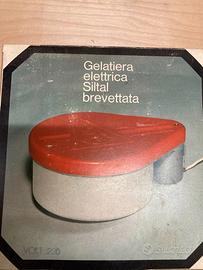 Gelatiera
elettrica
Siltal
brevettata
VOLT 220